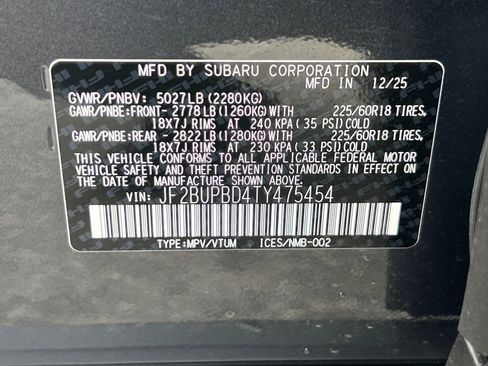 MFD BY SUBARU CORPORATION
MFD IN 12/25
GVWR/PNBV: 5027LB(2280KG)
GAWR/PNBE:FRONT- 2778LB(1260KG)WITH 225/60R18 TIRES,
18X7J RIMS AT 240 KPA( 35 PSI)COLD
GAWR/PNBE:REAR - 2822LB(1280KG)WITH 225/60R18 TIRES,
18X7J RIMS AT 230 KPA( 33 PSI)COLD
THIS VEHICLE CONFORMS TO ALL APPLICABLE FEDERAL MOTOR
VEHICLE SAFETY AND THEFT PREVENTION STANDARDS IN EFFECT
ON THE DATE OF MANUFACTURE SHOWN ABOVE.
VIN: JF2BUPBD4TY475454
TYPE:MPV/VTUM ICES/NMB-002